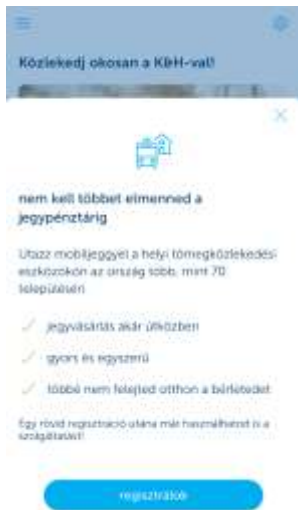 Közlekedj okosan a K&H-val!
nem kell többet elmenned a
jegypénztárig
Utazz mobiljeggyel a helyi tömegközlekedési
eszközökön az ország több, mint 70
településén
jegyvásárlás akár útközben
gyors és egyszerű
többé nem felejted otthon a bérletedet
Egy rövid regisztráció utána már használhatod is a
szolgáltatást!
regisztrálok